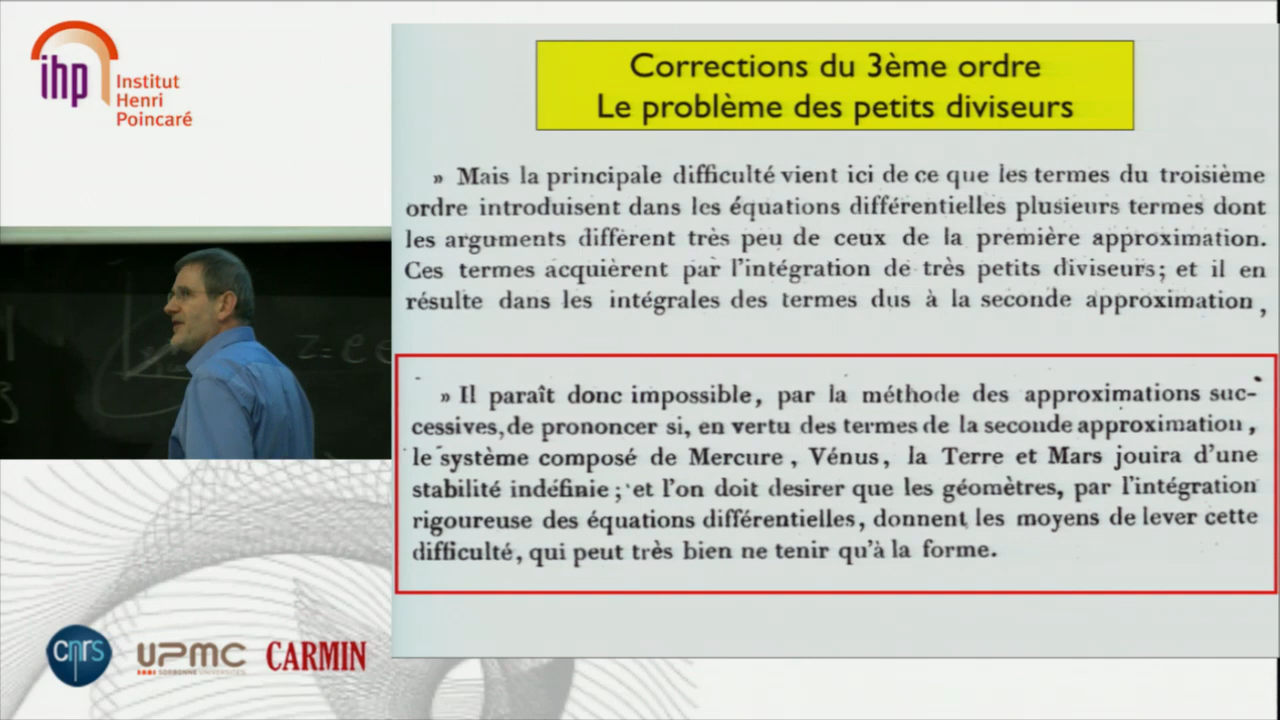 ihp
Institut
Henri
Poincaré
Corrections du 3ème ordre
Le problème des petits diviseurs
» Mais la principale difficulté vient ici de ce que les termes du troisième
ordre introduisent dans les équations différentielles plusieurs termes dont
les arguments diffèrent très peu de ceux de la première approximation.
Ces termes acquièrent par l'intégration de très petits diviseurs; et il en
résulte dans les intégrales des termes dus à la seconde approximation,
» Il paraît donc impossible, par la méthode des approximations suc-
cessives, de prononcer si, en vertu des termes de la seconde approximation,
le système composé de Mercure, Vénus, la Terre et Mars jouira d'une
stabilité indéfinie; et l'on doit desirer que les géomètres, par l'intégration
rigoureuse des équations différentielles, donnent les moyens de lever cette
difficulté, qui peut très bien ne tenir qu'à la forme.
z=e
cnrs
UPMC
SORBONNE UNIVERSITÉS
CARMIN